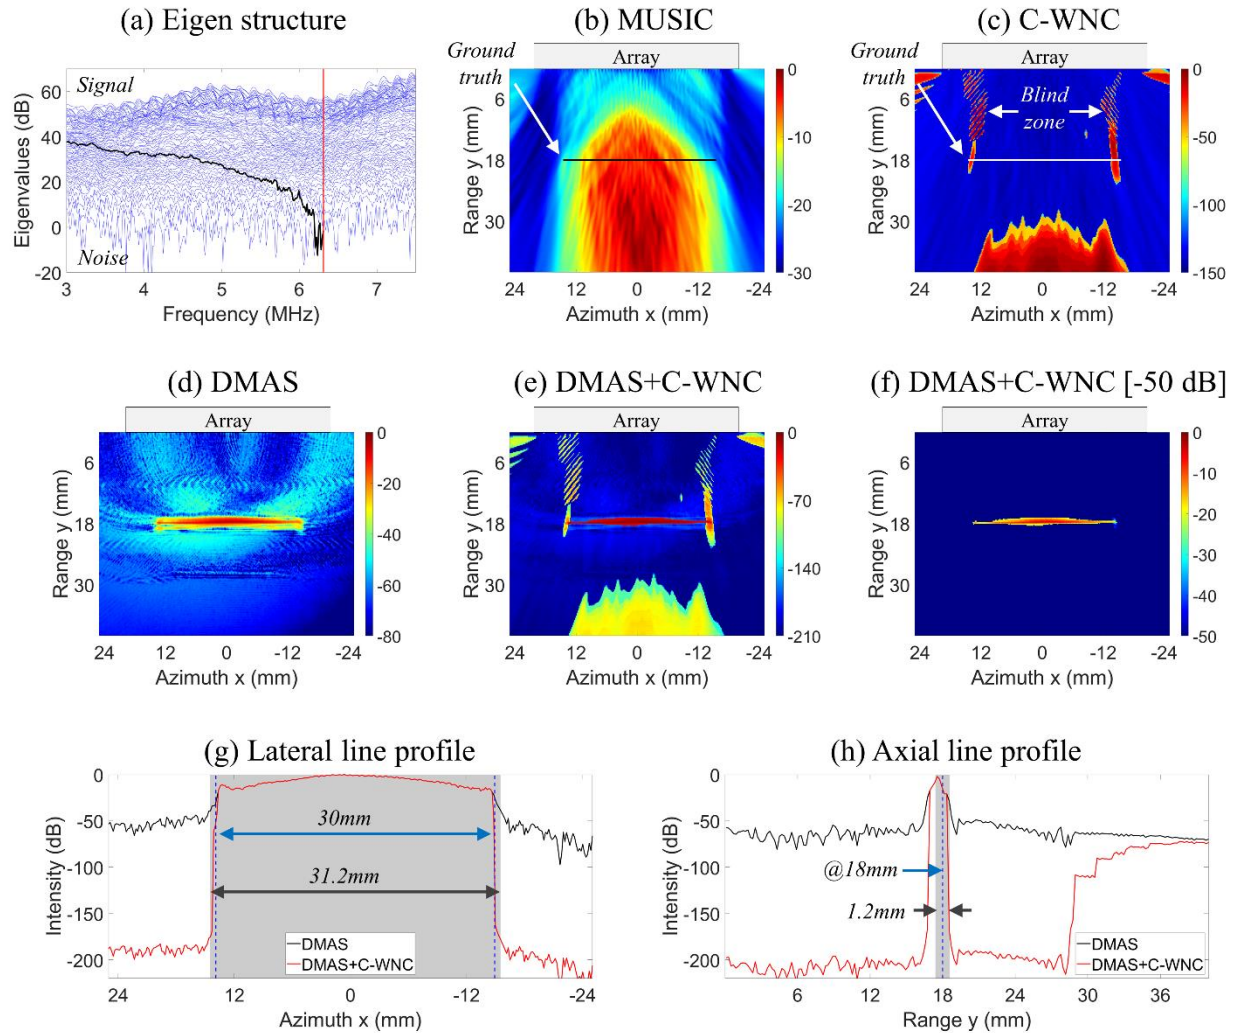 (a) Eigen structure
Signal
Noise
60
40
20
0
-20
Eigenvalues (dB)
3
4
5
6
7
Frequency (MHz)
(b) MUSIC
Ground
truth
Array
6
18
30
Range y (mm)
24
12
0
-12
-24
Azimuth x (mm)
0
-10
-20
-30
(c) C-WNC
Ground
truth
Array
Blind
zone
6
18
30
Range y (mm)
24
12
0
-12
-24
Azimuth x (mm)
0
-50
-100
-150
(d) DMAS
Array
6
18
30
Range y (mm)
24
12
0
-12
-24
Azimuth x (mm)
0
-20
-40
-60
-80
(e) DMAS+C-WNC
Array
6
18
30
Range y (mm)
24
12
0
-12
-24
Azimuth x (mm)
0
-70
-140
-210
(f) DMAS+C-WNC [-50 dB]
Array
6
18
30
Range y (mm)
24
12
0
-12
-24
Azimuth x (mm)
0
-10
-20
-30
-40
-50
(g) Lateral line profile
0
-50
-100
-150
-200
Intensity (dB)
30mm
31.2mm
DMAS
DMAS+C-WNC
24
12
0
-12
-24
Azimuth x (mm)
(h) Axial line profile
0
-50
-100
-150
-200
Intensity (dB)
@18mm
1.2mm
DMAS
DMAS+C-WNC
6
12
18
24
30
36
Range y (mm)